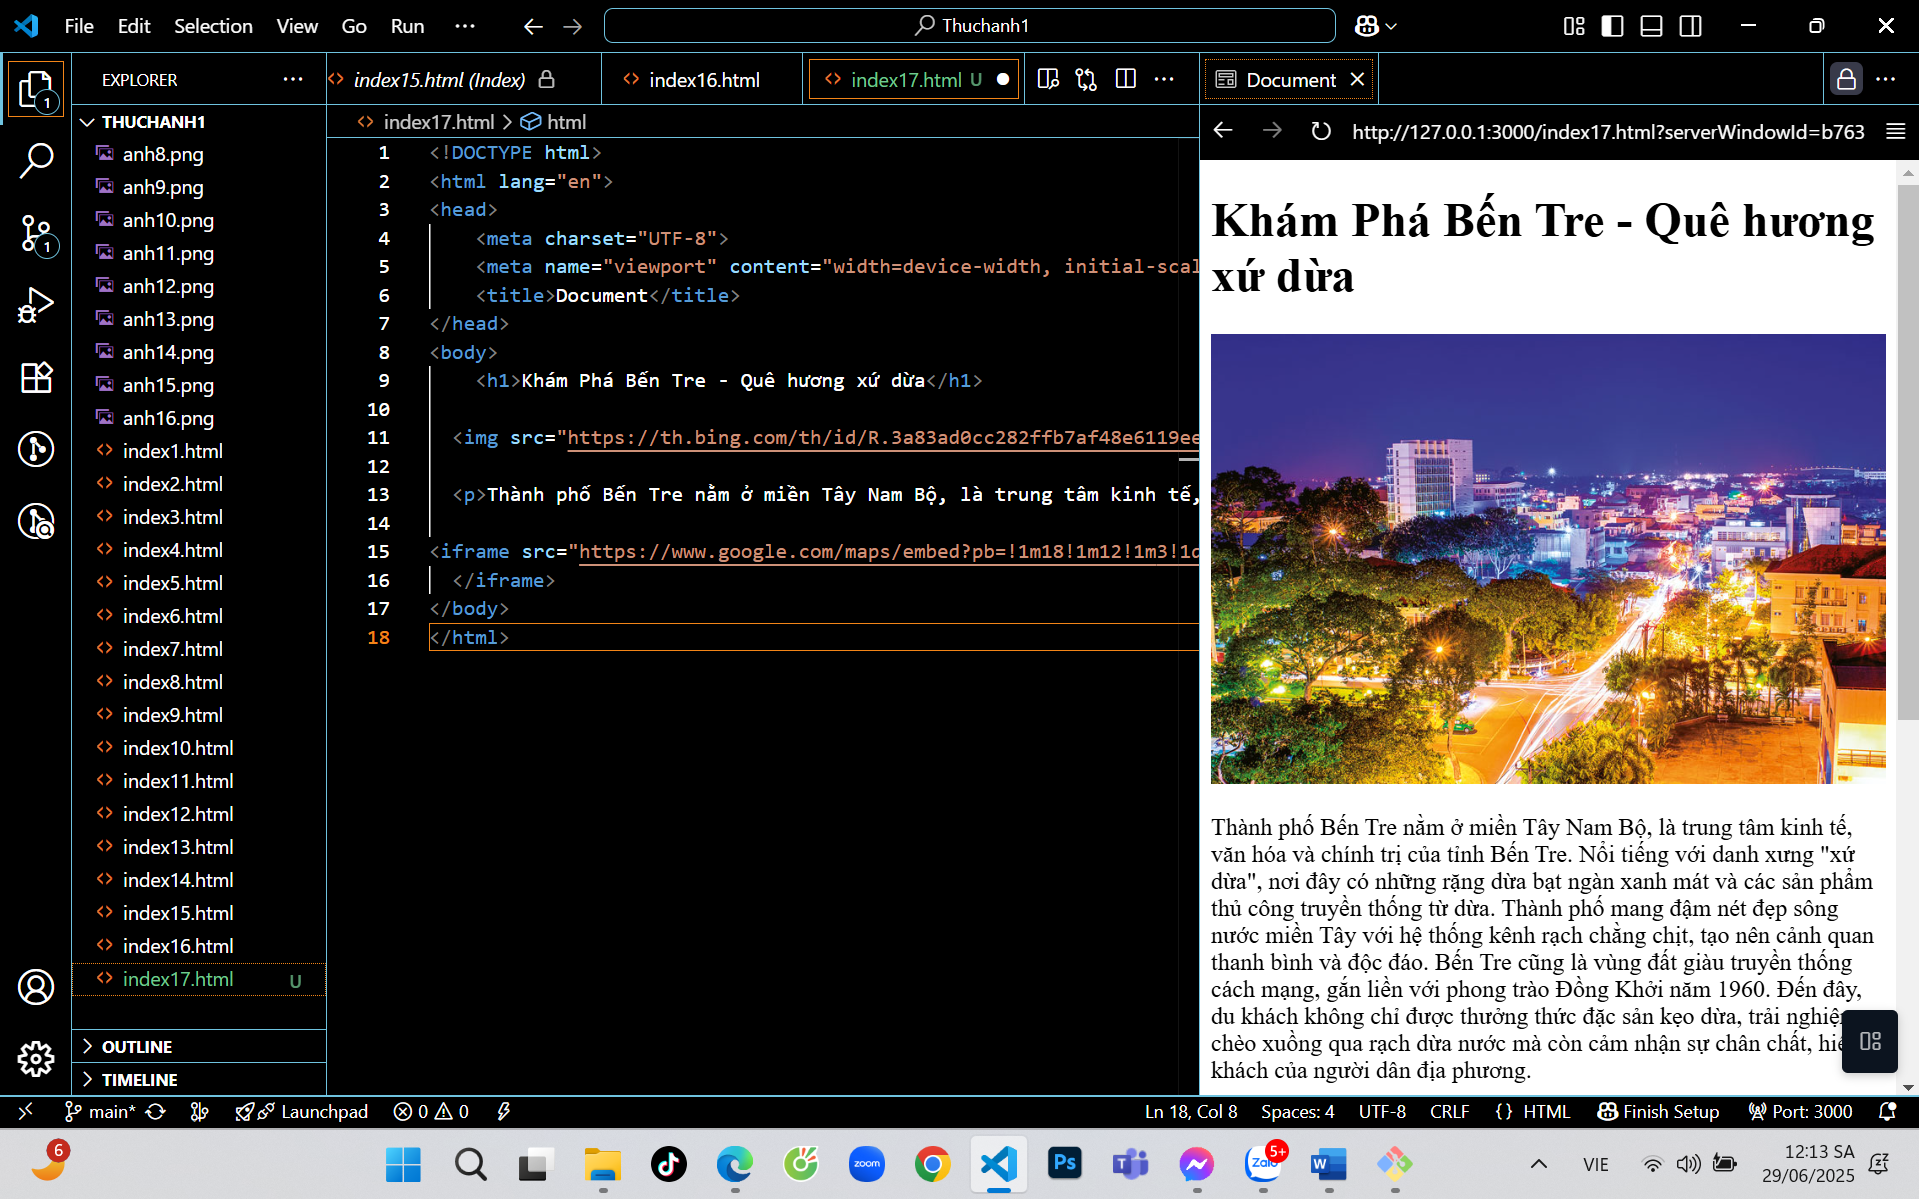 File Edit Selection View Go Run ··· Thuchanh1
EXPLORER ···
index15.html (Index) index16.html index17.html U ···
Document ···
THUCHANH1
index17.html > html
http://127.0.0.1:3000/index17.html?serverWindowId=b763
anh8.png
anh9.png
anh10.png
anh11.png
anh12.png
anh13.png
anh14.png
anh15.png
anh16.png
index1.html
index2.html
index3.html
index4.html
index5.html
index6.html
index7.html
index8.html
index9.html
index10.html
index11.html
index12.html
index13.html
index14.html
index15.html
index16.html
index17.html U
OUTLINE
TIMELINE
1 <!DOCTYPE html>
2 <html lang="en">
3 <head>
4 <meta charset="UTF-8">
5 <meta name="viewport" content="width=device-width, initial-scal
6 <title>Document</title>
7 </head>
8 <body>
9 <h1>Khám Phá Bến Tre - Quê hương xứ dừa</h1>
10
11 <img src="https://th.bing.com/th/id/R.3a83ad0cc282ffb7af48e6119ee
12
13 <p>Thành phố Bến Tre nằm ở miền Tây Nam Bộ, là trung tâm kinh tế,
14
15 <iframe src="https://www.google.com/maps/embed?pb=!1m18!1m12!1m3!1d
16 </iframe>
17 </body>
18 </html>
Khám Phá Bến Tre - Quê hương
xứ dừa
Thành phố Bến Tre nằm ở miền Tây Nam Bộ, là trung tâm kinh tế,
văn hóa và chính trị của tỉnh Bến Tre. Nổi tiếng với danh xưng "xứ
dừa", nơi đây có những rặng dừa bạt ngàn xanh mát và các sản phẩm
thủ công truyền thống từ dừa. Thành phố mang đậm nét đẹp sông
nước miền Tây với hệ thống kênh rạch chằng chịt, tạo nên cảnh quan
thanh bình và độc đáo. Bến Tre cũng là vùng đất giàu truyền thống
cách mạng, gắn liền với phong trào Đồng Khởi năm 1960. Đến đây,
du khách không chỉ được thưởng thức đặc sản kẹo dừa, trải nghiệ
chèo xuồng qua rạch dừa nước mà còn cảm nhận sự chân chất, hiế
khách của người dân địa phương.
1
1
main* Launchpad 0 0 Ln 18, Col 8 Spaces: 4 UTF-8 CRLF {} HTML Finish Setup Port: 3000
6 zoom Ps T Zalo 5+ W VIE 12:13 SA
29/06/2025